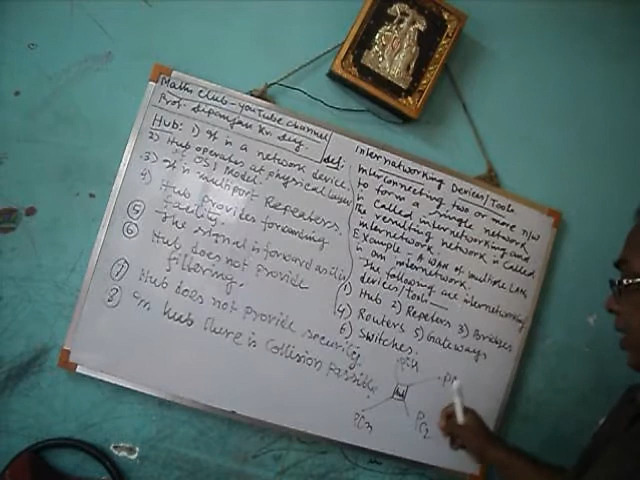 Maths Club - YouTube Channel
Prof. Dipanjan Kr. Dey
Hub: 1) It is a network device.
2) Hub operates at physical layer
of OSI Model.
3) It is multiport Repeaters.
4) Hub Provides forwarding
facility.
5 The signal is forward as
6 Hub does not provide
filtering.
7 Hub does not provide security.
8 In hub there is Collision Possible
Internetworking Devices/Tools
def: Interconnecting two or more n/w
to form a single network
is called internetworking and
the resulting network is called
internetwork.
Example - A WAN of multiple LANs
is an internetwork.
The following are internetworking
devices/tools -
1) Hub 2) Repeters 3) Bridges
4) Routers 5) Gateways
6) Switches.
Hub
PC2